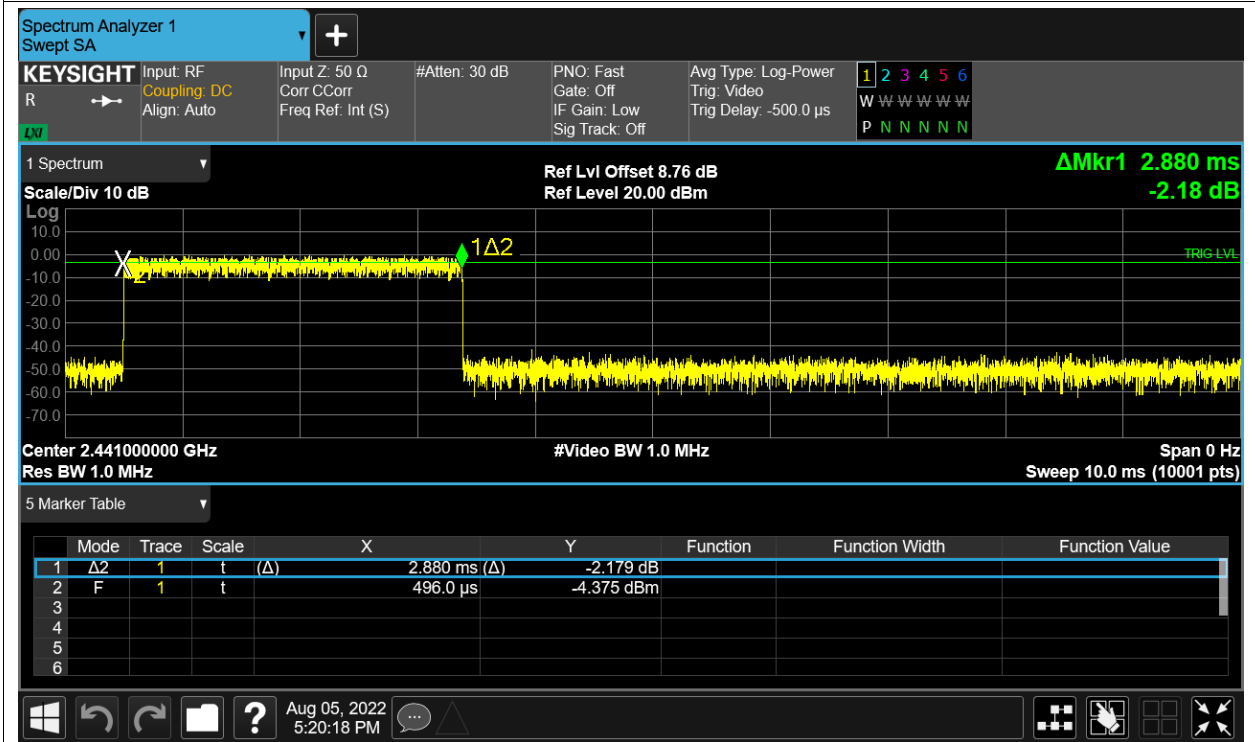 Spectrum Analyzer 1
Swept SA
▼
+
KEYSIGHT Input: RF Input Z: 50 Ω #Atten: 30 dB PNO: Fast Avg Type: Log-Power 1 2 3 4 5 6
R Coupling: DC Corr CCorr Gate: Off Trig: Video W W W W W W
Align: Auto Freq Ref: Int (S) IF Gain: Low Trig Delay: -500.0 µs
LXI Sig Track: Off P N N N N N
1 Spectrum ▼ Ref Lvl Offset 8.76 dB ΔMkr1 2.880 ms
Scale/Div 10 dB Ref Level 20.00 dBm -2.18 dB
Log
10.0
1Δ2
0.00 TRIG LVL
X
2
-10.0
-20.0
-30.0
-40.0
-50.0
-60.0
-70.0
Center 2.441000000 GHz #Video BW 1.0 MHz Span 0 Hz
Res BW 1.0 MHz Sweep 10.0 ms (10001 pts)
5 Marker Table ▼
Mode Trace Scale X Y Function Function Width Function Value
1 Δ2 1 t (Δ) 2.880 ms (Δ) -2.179 dB
2 F 1 t 496.0 µs -4.375 dBm
3
4
5
6
? Aug 05, 2022
5:20:18 PM